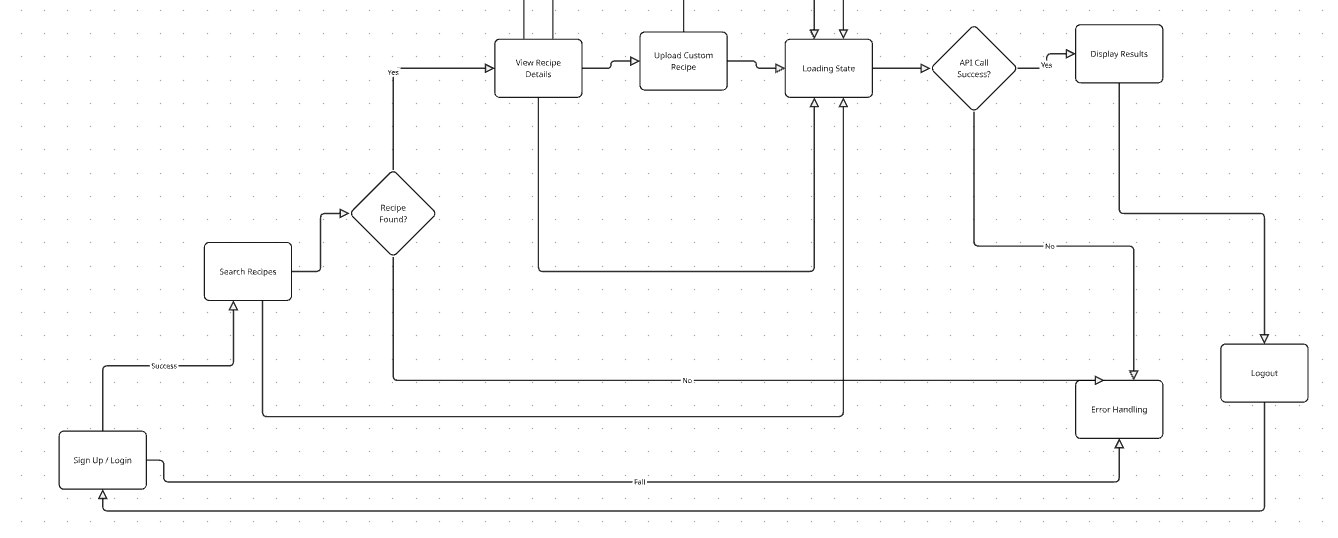 View Recipe
Details
Upload Custom
Recipe
Loading State
API Call
Success?
Yes
Display Results
Yes
Recipe
Found?
Search Recipes
No
Success
No
Logout
Error Handling
Sign Up / Login
Fail